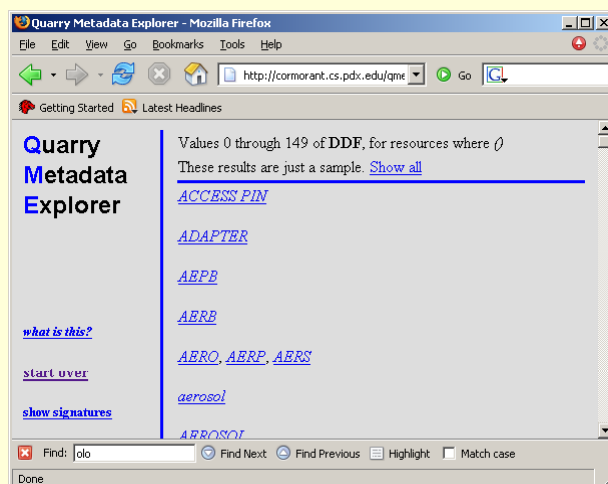 Quarry Metadata Explorer - Mozilla Firefox
File Edit View Go Bookmarks Tools Help
http://cormorant.cs.pdx.edu/qme Go G
Getting Started Latest Headlines
Quarry
Metadata
Explorer
what is this?
start over
show signatures
Values 0 through 149 of DDF, for resources where ()
These results are just a sample. Show all
ACCESS PIN
ADAPTER
AEPB
AERB
AERO, AERP, AERS
aerosol
AEROSOL
Find: olo Find Next Find Previous Highlight Match case
Done